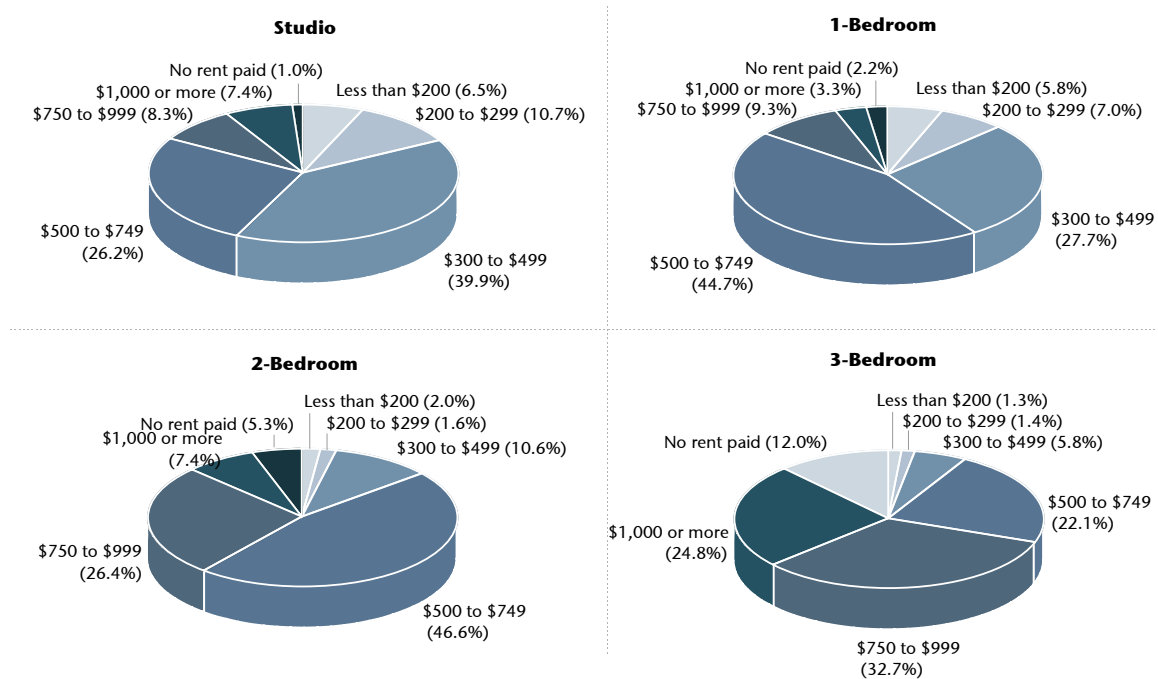 Studio
No rent paid (1.0%)
$1,000 or more (7.4%)
$750 to $999 (8.3%)
Less than $200 (6.5%)
$200 to $299 (10.7%)
$500 to $749
(26.2%)
$300 to $499
(39.9%)
1-Bedroom
No rent paid (2.2%)
$1,000 or more (3.3%)
$750 to $999 (9.3%)
Less than $200 (5.8%)
$200 to $299 (7.0%)
$300 to $499
(27.7%)
$500 to $749
(44.7%)
2-Bedroom
Less than $200 (2.0%)
No rent paid (5.3%)
$200 to $299 (1.6%)
$1,000 or more
(7.4%)
$300 to $499 (10.6%)
$750 to $999
(26.4%)
$500 to $749
(46.6%)
3-Bedroom
Less than $200 (1.3%)
$200 to $299 (1.4%)
No rent paid (12.0%)
$300 to $499 (5.8%)
$500 to $749
(22.1%)
$1,000 or more
(24.8%)
$750 to $999
(32.7%)